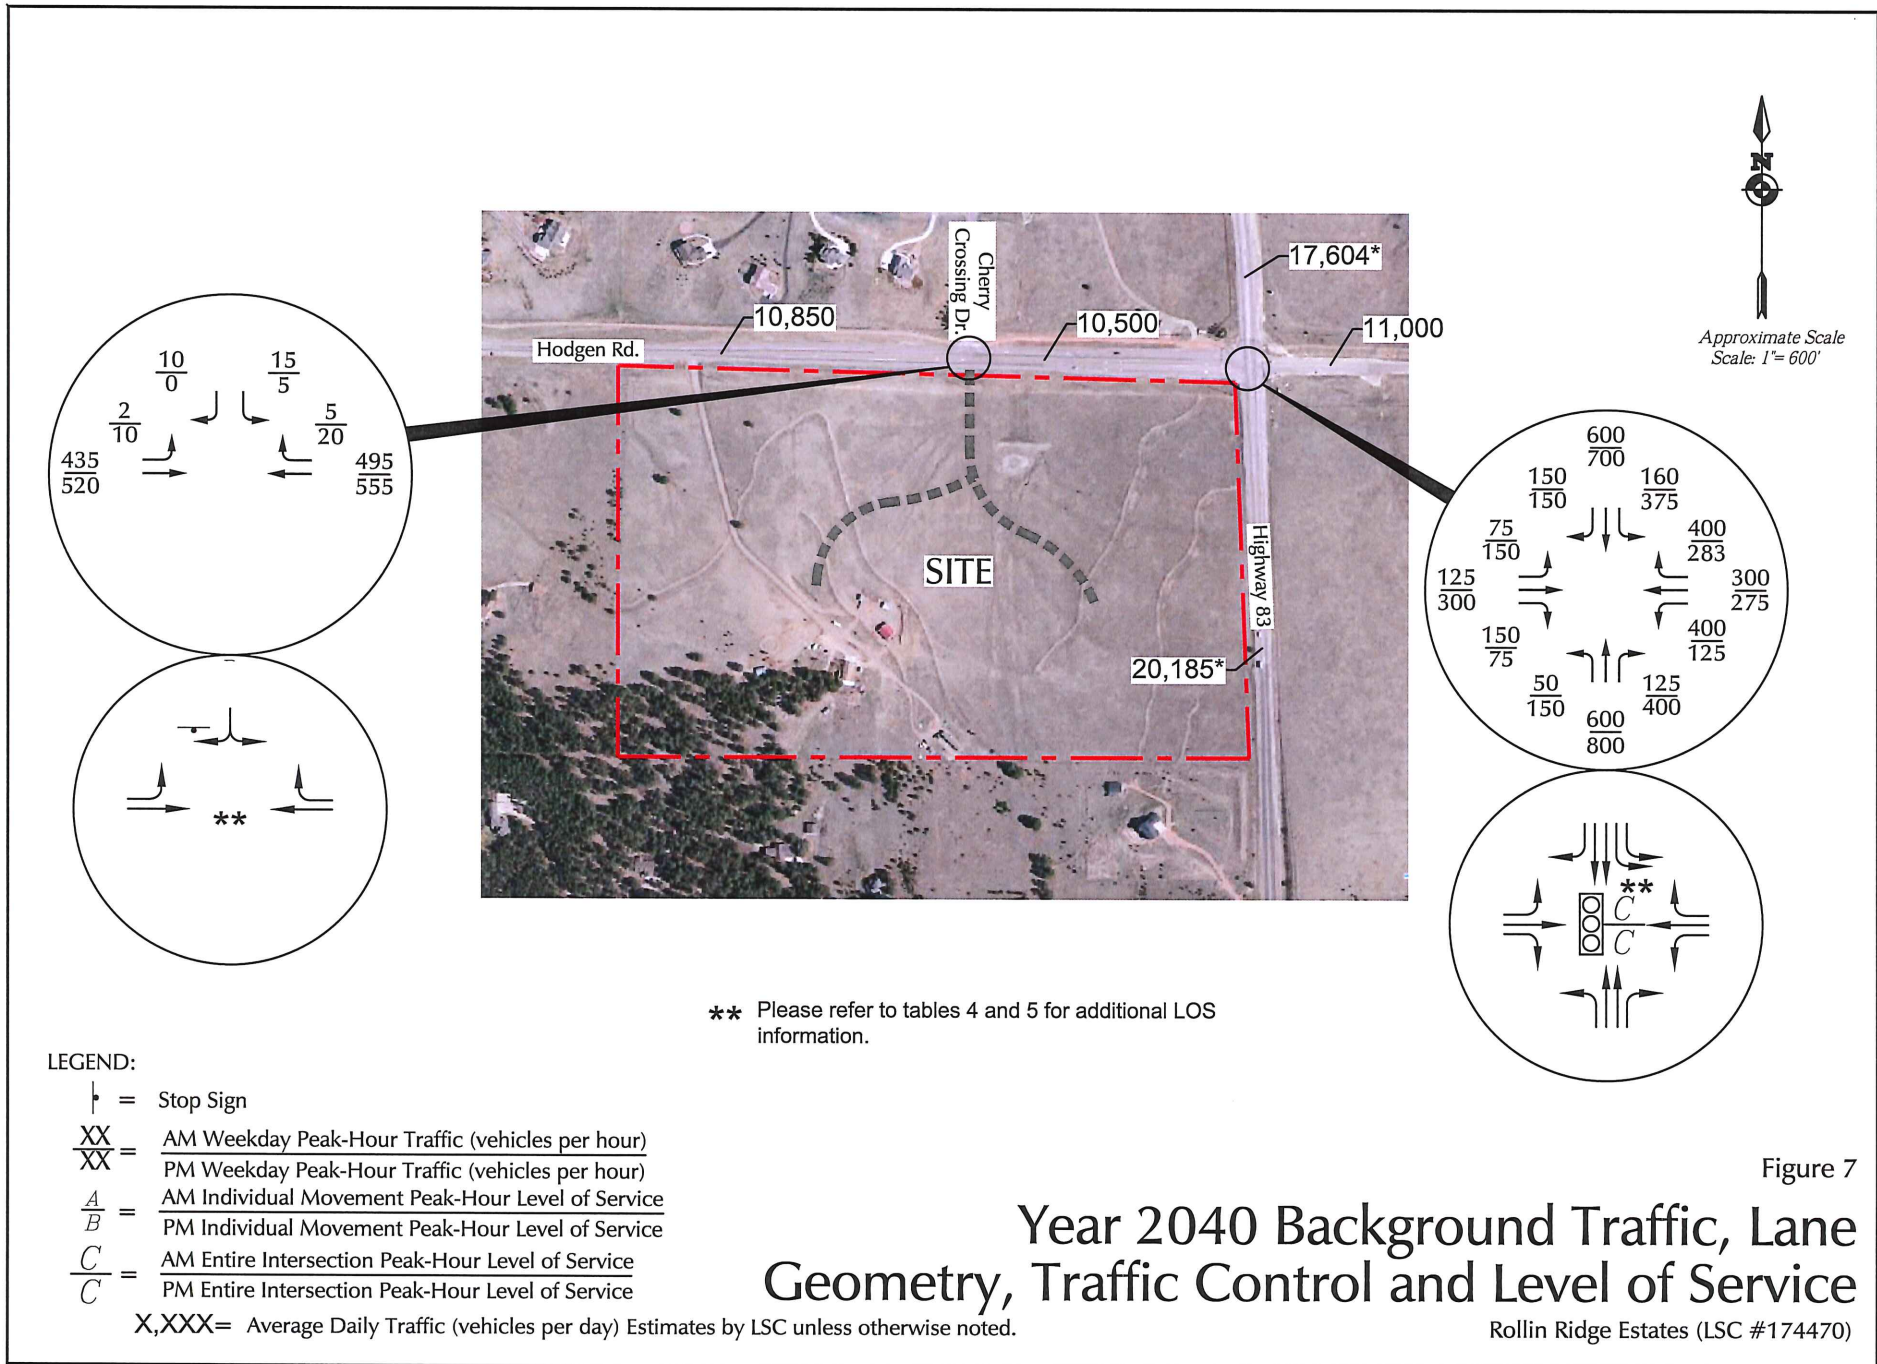 N
Approximate Scale
Scale: 1"= 600'
Cherry
Crossing Dr.
17,604*
10,850
10,500
11,000
Hodgen Rd.
10
0
15
5
2
10
5
20
435
520
495
555
SITE
Highway 83
20,185*
600
700
150
150
160
375
75
150
400
283
125
300
300
275
150
75
400
125
50
150
125
400
600
800
**
**
C
C
** Please refer to tables 4 and 5 for additional LOS
information.
LEGEND:
= Stop Sign
XX
XX
=
AM Weekday Peak-Hour Traffic (vehicles per hour)
PM Weekday Peak-Hour Traffic (vehicles per hour)
A
B
=
AM Individual Movement Peak-Hour Level of Service
PM Individual Movement Peak-Hour Level of Service
C
C
=
AM Entire Intersection Peak-Hour Level of Service
PM Entire Intersection Peak-Hour Level of Service
X,XXX= Average Daily Traffic (vehicles per day) Estimates by LSC unless otherwise noted.
Figure 7
Year 2040 Background Traffic, Lane
Geometry, Traffic Control and Level of Service
Rollin Ridge Estates (LSC #174470)